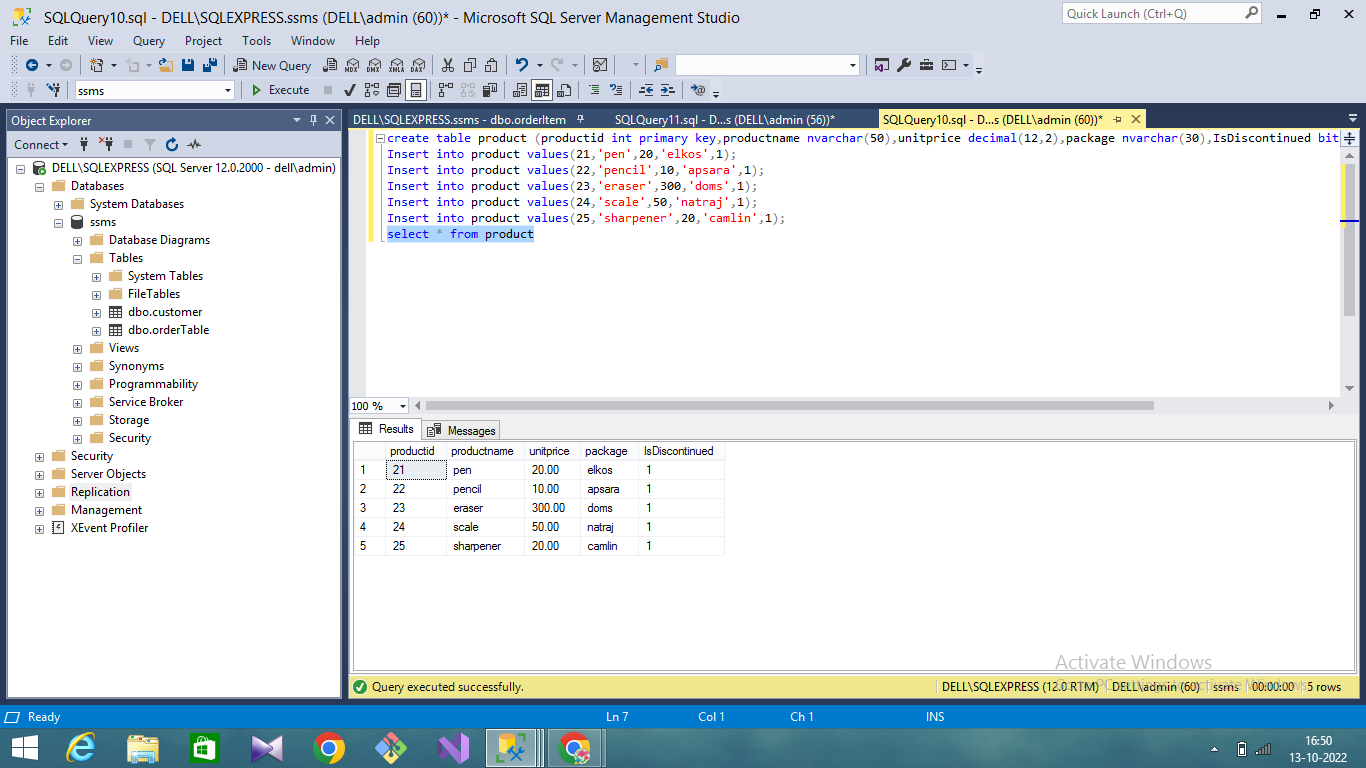 SQLQuery10.sql - DELL\SQLEXPRESS.ssms (DELL\admin (60))* - Microsoft SQL Server Management Studio
Quick Launch (Ctrl+Q)
File Edit View Query Project Tools Window Help
New Query MDX DMX XMLA DAX
ssms Execute
Object Explorer
Connect
DELL\SQLEXPRESS (SQL Server 12.0.2000 - dell\admin)
Databases
System Databases
ssms
Database Diagrams
Tables
System Tables
FileTables
dbo.customer
dbo.orderTable
Views
Synonyms
Programmability
Service Broker
Storage
Security
Security
Server Objects
Replication
Management
XEvent Profiler
DELL\SQLEXPRESS.ssms - dbo.orderItem SQLQuery11.sql - D...s (DELL\admin (56))* SQLQuery10.sql - D...s (DELL\admin (60))*
create table product (productid int primary key,productname nvarchar(50),unitprice decimal(12,2),package nvarchar(30),IsDiscontinued bit
Insert into product values(21,'pen',20,'elkos',1);
Insert into product values(22,'pencil',10,'apsara',1);
Insert into product values(23,'eraser',300,'doms',1);
Insert into product values(24,'scale',50,'natraj',1);
Insert into product values(25,'sharpener',20,'camlin',1);
select * from product
100 %
Results Messages
productid productname unitprice package IsDiscontinued
1 21 pen 20.00 elkos 1
2 22 pencil 10.00 apsara 1
3 23 eraser 300.00 doms 1
4 24 scale 50.00 natraj 1
5 25 sharpener 20.00 camlin 1
Activate Windows
Go to PC settings to activate Windows.
Query executed successfully. DELL\SQLEXPRESS (12.0 RTM) DELL\admin (60) ssms 00:00:00 5 rows
Ready Ln 7 Col 1 Ch 1 INS
16:50
13-10-2022